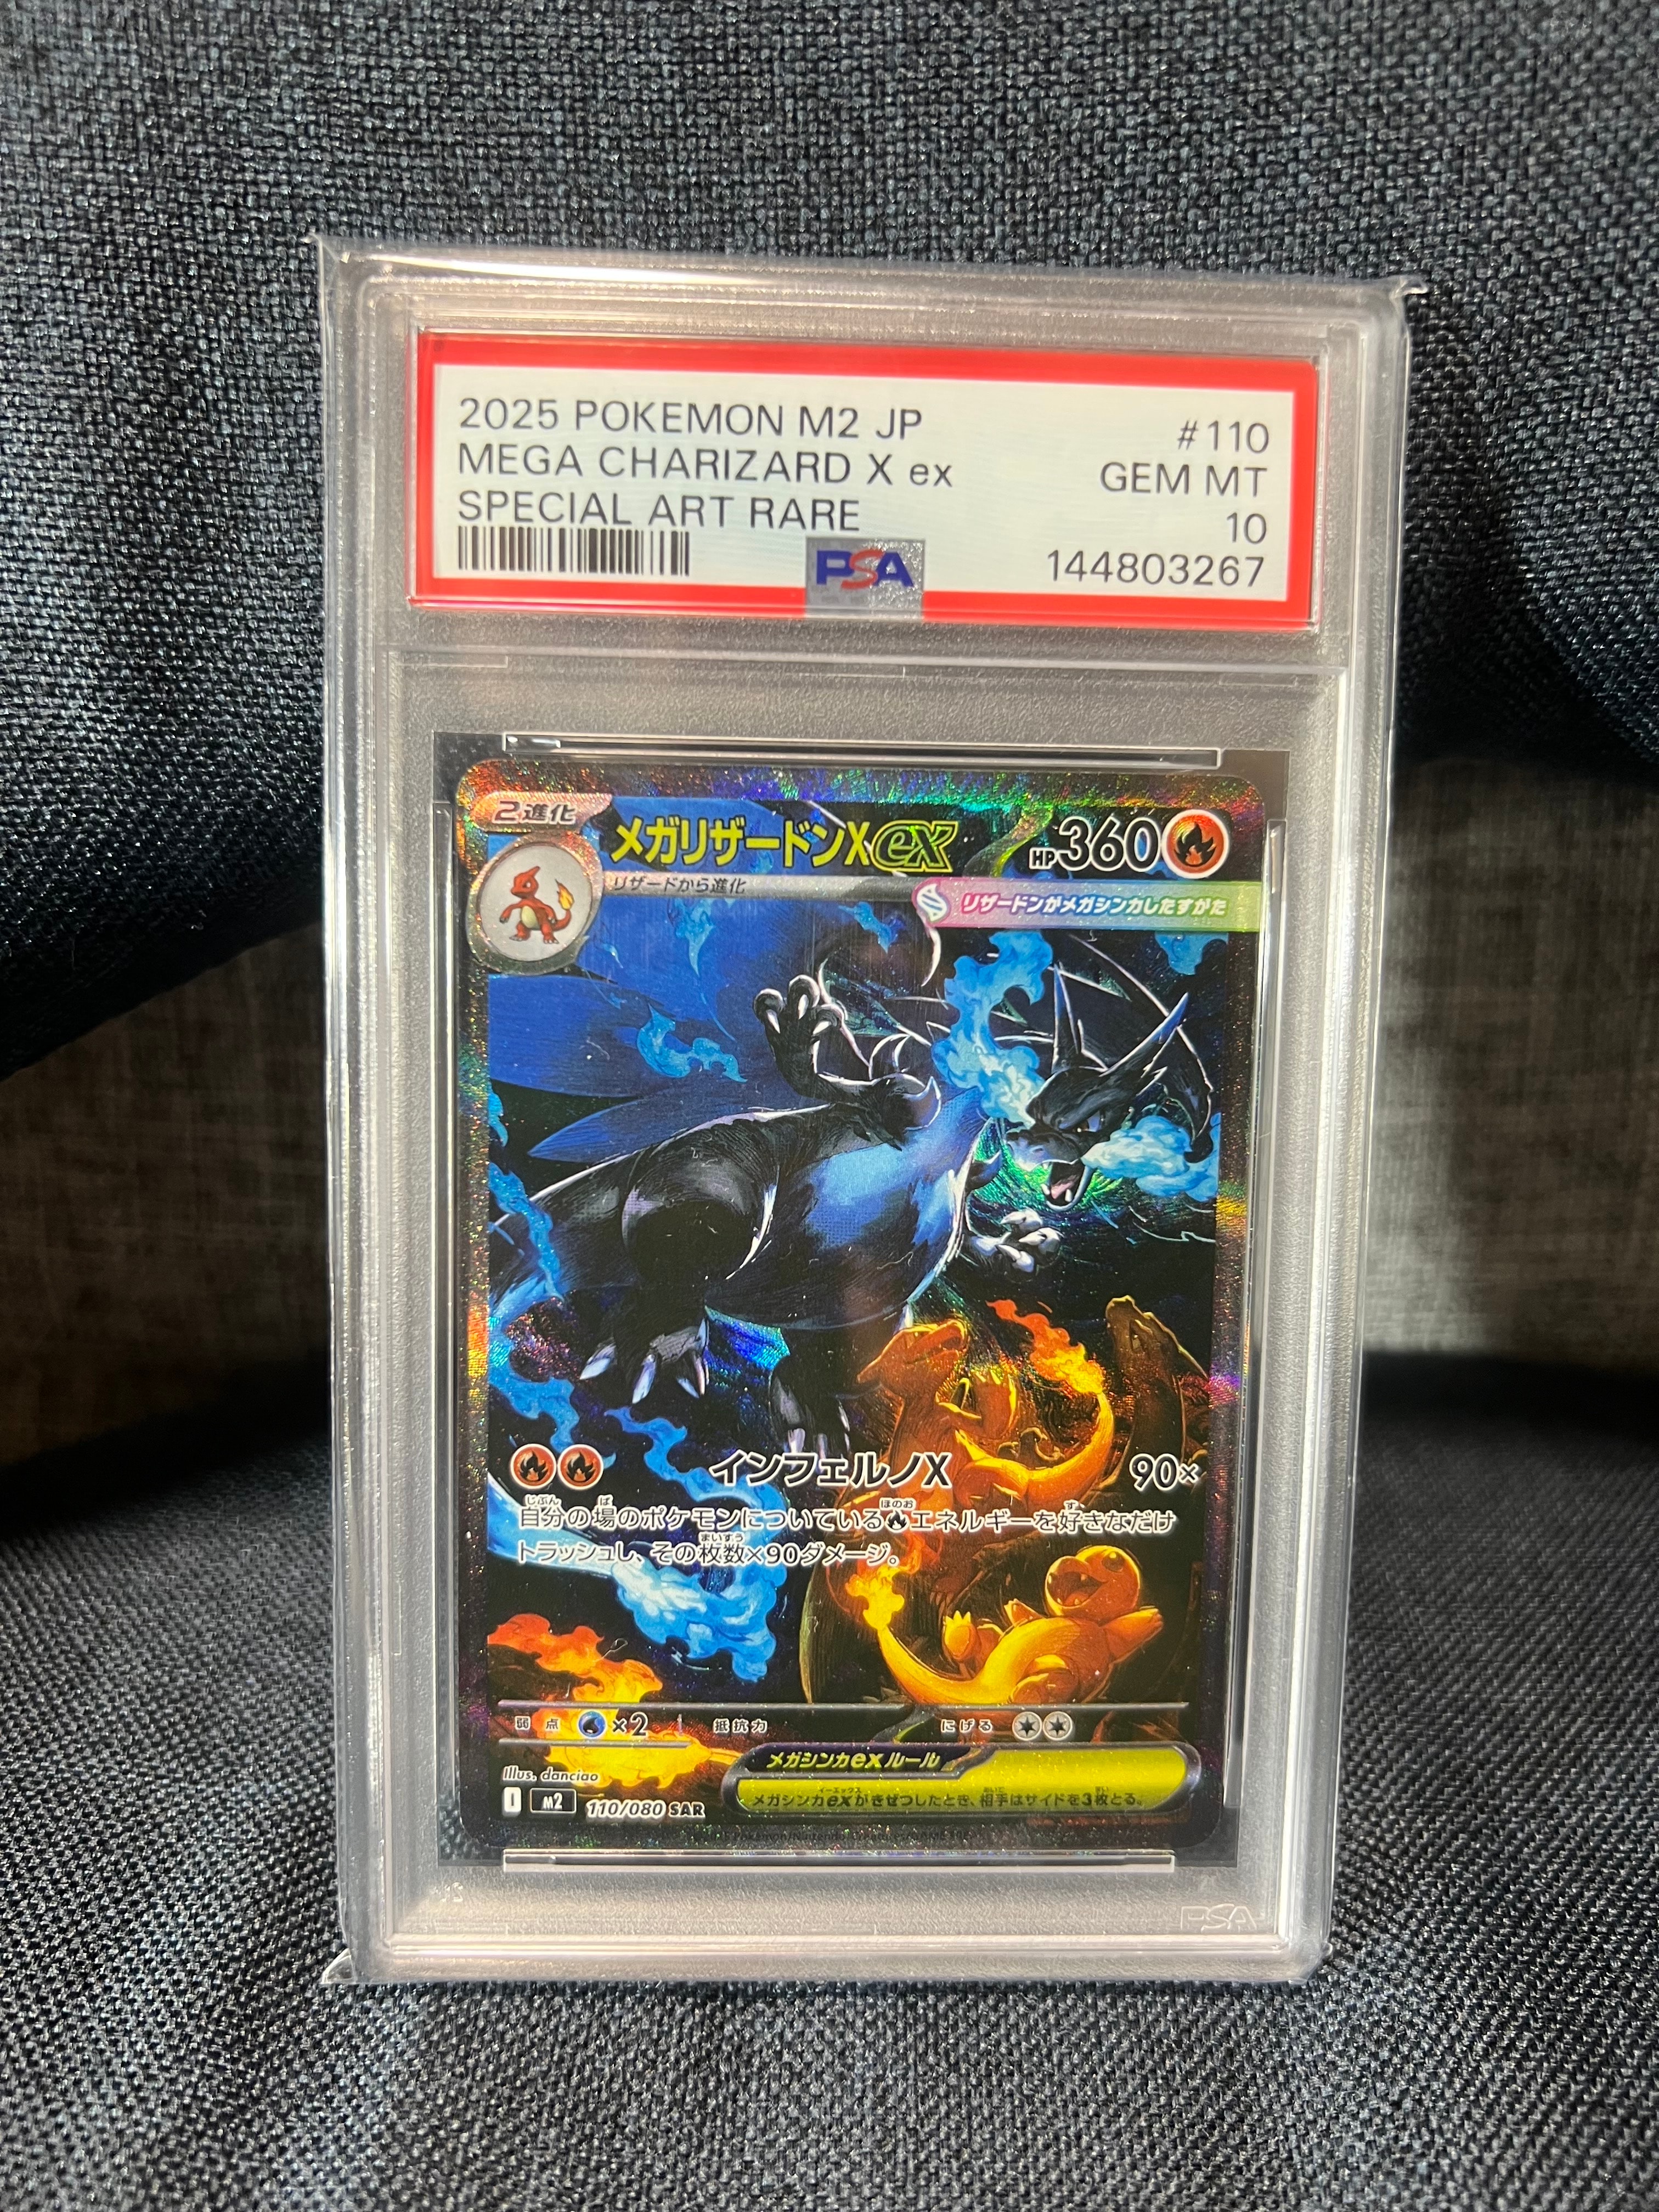 2025 POKEMON M2 JP #110
MEGA CHARIZARD X ex GEM MT
SPECIAL ART RARE 10
PSA 144803267
2進化
メガリザードンXex HP360
リザードから進化
リザードンがメガシンカしたすがた
インフェルノX 90×
自分の場のポケモンについているエネルギーを好きなだけ
トラッシュし、その枚数×90ダメージ。
弱点 ×2 抵抗力 にげる
メガシンカexルール
メガシンカexがきぜつしたとき、相手はサイドを3枚とる。
Illus. danciao
I M2 110/080 SAR
PSA